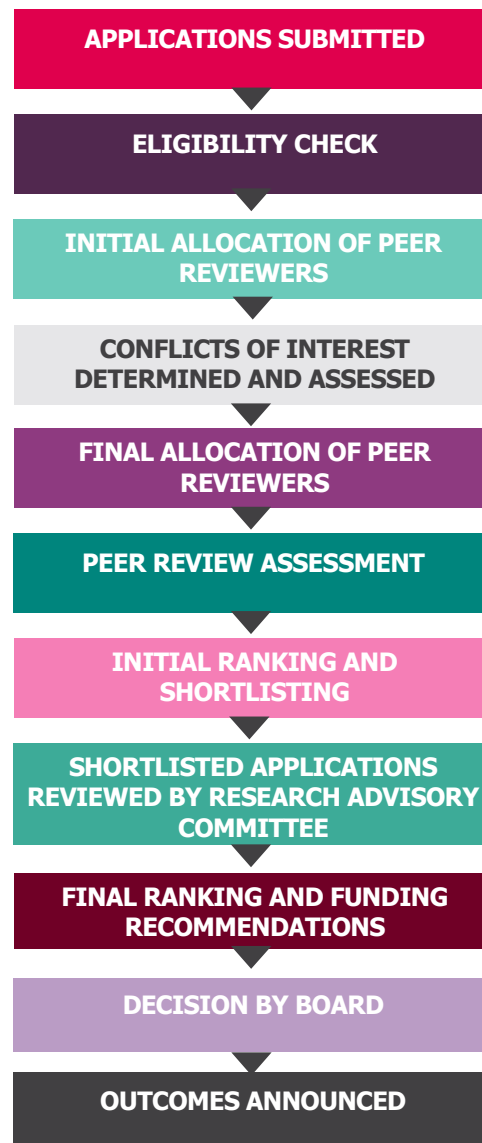 APPLICATIONS SUBMITTED
ELIGIBILITY CHECK
INITIAL ALLOCATION OF PEER
REVIEWERS
CONFLICTS OF INTEREST
DETERMINED AND ASSESSED
FINAL ALLOCATION OF PEER
REVIEWERS
PEER REVIEW ASSESSMENT
INITIAL RANKING AND
SHORTLISTING
SHORTLISTED APPLICATIONS
REVIEWED BY RESEARCH ADVISORY
COMMITTEE
FINAL RANKING AND FUNDING
RECOMMENDATIONS
DECISION BY BOARD
OUTCOMES ANNOUNCED